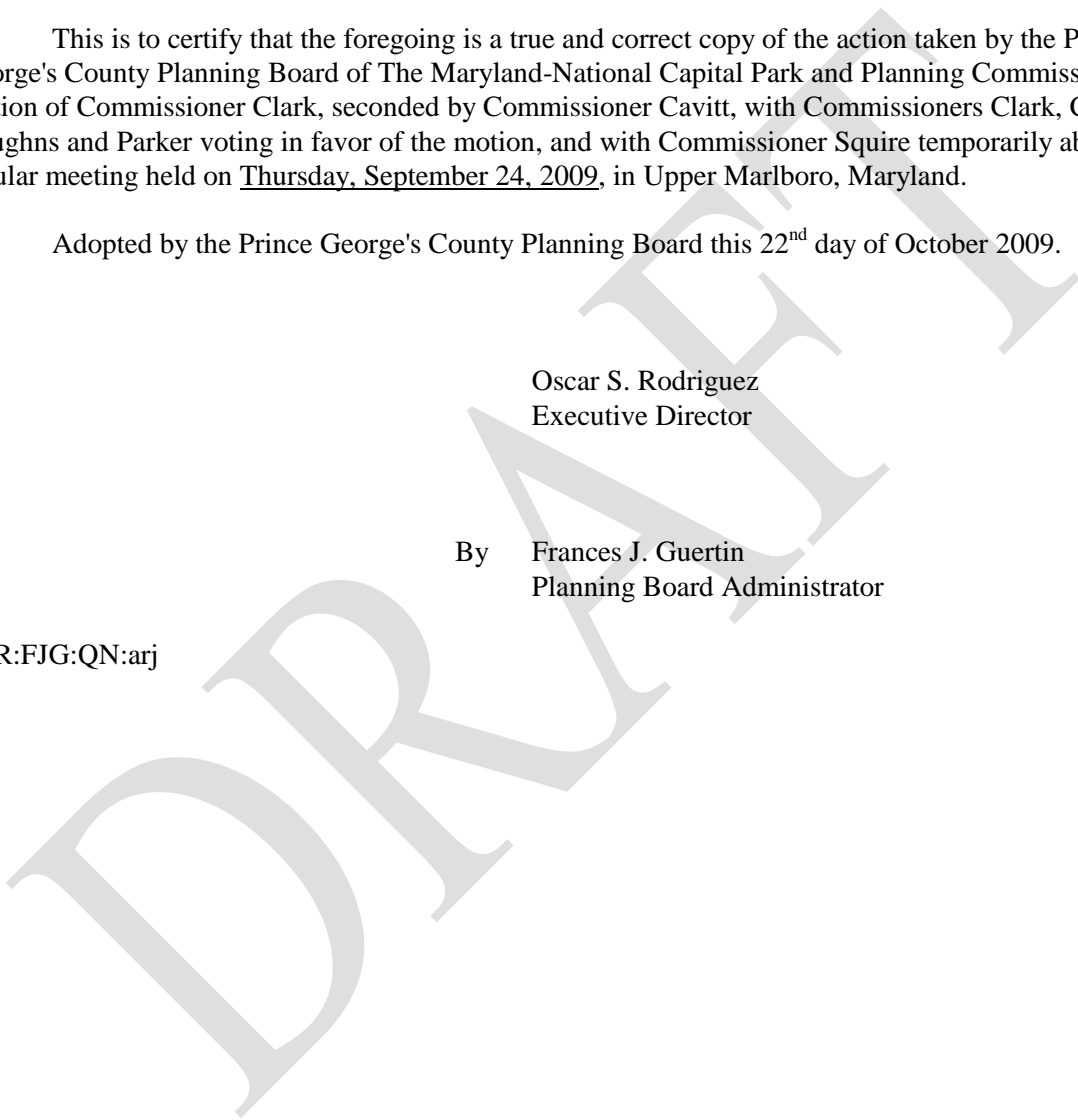 This is to certify that the foregoing is a true and correct copy of the action taken by the
orge's County Planning Board of The Maryland-National Capital Park and Planning
tion of Commissioner Clark, seconded by Commissioner Cavitt, with Commissioners Clark,
ughns and Parker voting in favor of the motion, and with Commissioner Squire temporarily
ular meeting held on Thursday, September 24, 2009, in Upper Marlboro, Maryland.
Adopted by the Prince George's County Planning Board this 22nd day of October 2009.
Oscar S. Rodriguez
Executive Director
By Frances J. Guertin
Planning Board Administrator
R:FJG:QN:arj
DRAFT